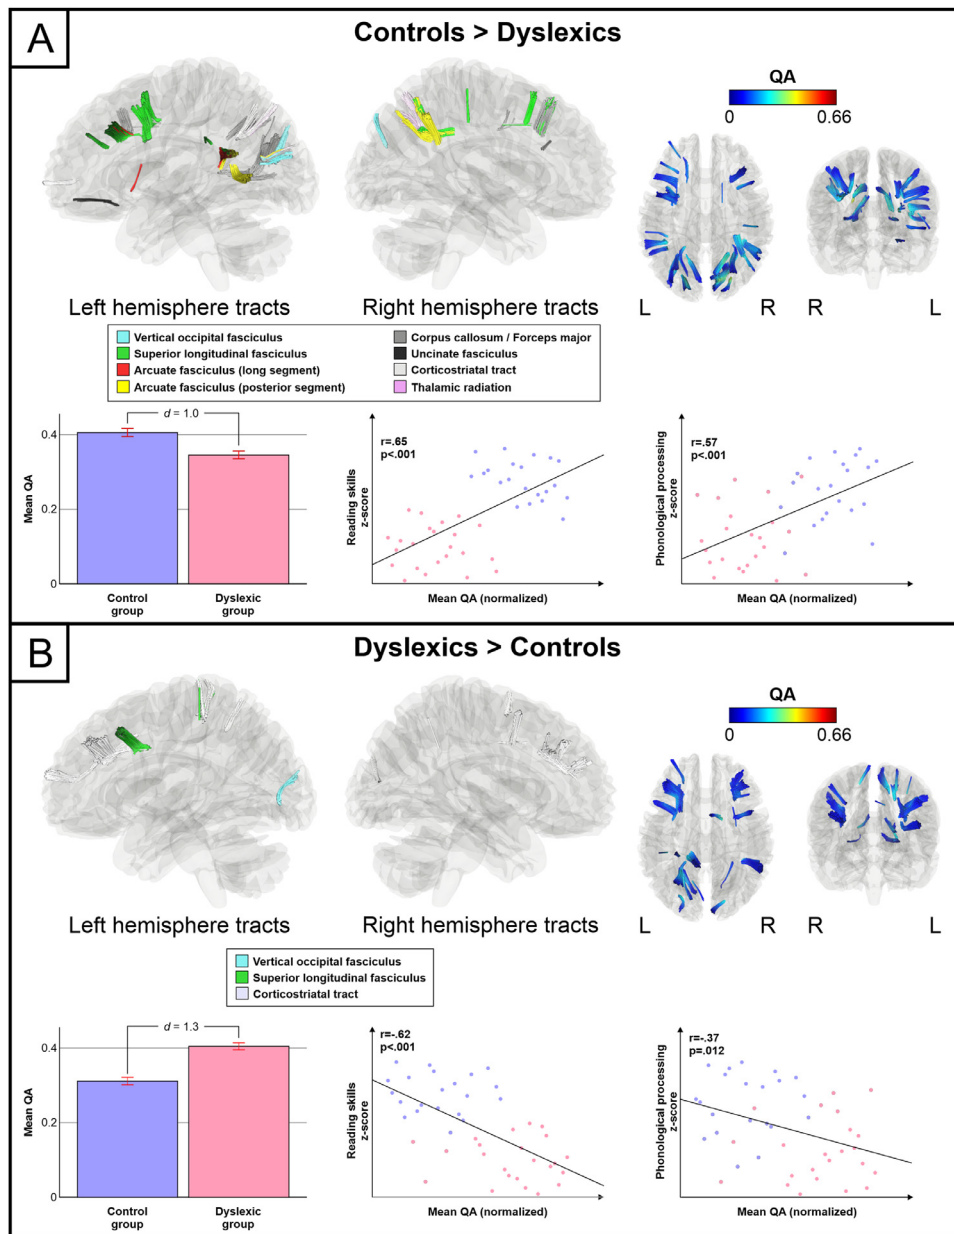 A
Controls > Dyslexics
QA
0 0.66
Left hemisphere tracts
Right hemisphere tracts
L R R L
Vertical occipital fasciculus
Superior longitudinal fasciculus
Arcuate fasciculus (long segment)
Arcuate fasciculus (posterior segment)
Corpus callosum / Forceps major
Uncinate fasciculus
Corticostriatal tract
Thalamic radiation
d = 1.0
0.4
0.2
0
Mean QA
Control
group
Dyslexic
group
r=.65
p<.001
Reading skills
z-score
Mean QA (normalized)
r=.57
p<.001
Phonological processing
z-score
Mean QA (normalized)
B
Dyslexics > Controls
QA
0 0.66
Left hemisphere tracts
Right hemisphere tracts
L R R L
Vertical occipital fasciculus
Superior longitudinal fasciculus
Corticostriatal tract
d = 1.3
0.4
0.2
0
Mean QA
Control
group
Dyslexic
group
r=-.62
p<.001
Reading skills
z-score
Mean QA (normalized)
r=-.37
p=.012
Phonological processing
z-score
Mean QA (normalized)